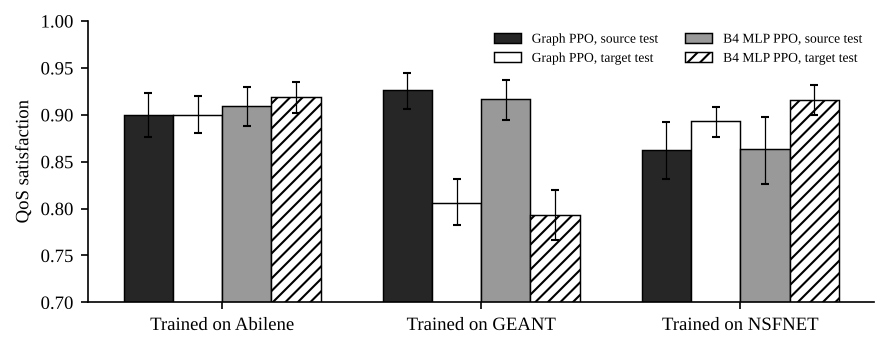 1.00
0.95
0.90
0.85
0.80
0.75
0.70
QoS satisfaction
Graph PPO, source test
Graph PPO, target test
B4 MLP PPO, source test
B4 MLP PPO, target test
Trained on Abilene
Trained on GEANT
Trained on NSFNET